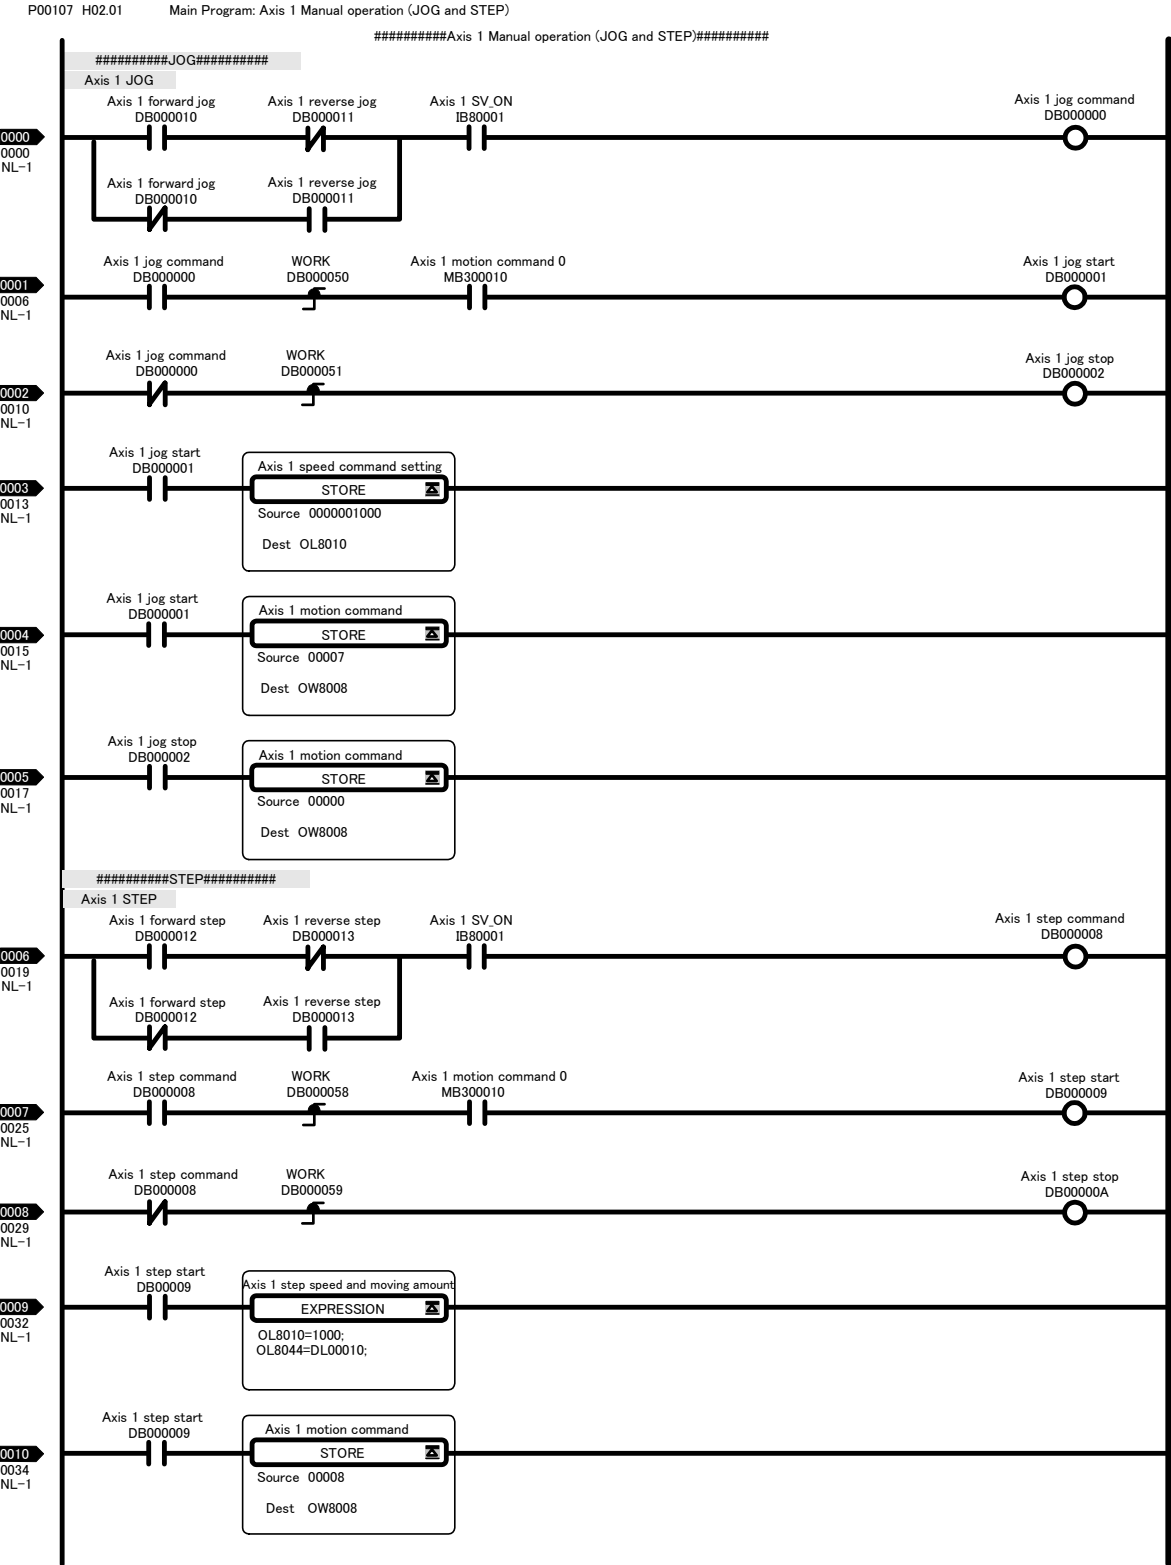 P00107 H02.01 Main Program: Axis 1 Manual operation (JOG and STEP)
##########Axis 1 Manual operation (JOG and STEP)##########
##########JOG##########
Axis 1 JOG
Axis 1 forward jog Axis 1 reverse jog Axis 1 SV_ON Axis 1 jog command
DB000010 DB000011 IB80001 DB000000
0000
0000
NL-1
Axis 1 forward jog Axis 1 reverse jog
DB000010 DB000011
Axis 1 jog command WORK Axis 1 motion command 0 Axis 1 jog start
DB000000 DB000050 MB300010 DB000001
0001
0006
NL-1
Axis 1 jog command WORK Axis 1 jog stop
DB000000 DB000051 DB000002
0002
0010
NL-1
Axis 1 jog start
DB000001
Axis 1 speed command setting
0003
STORE
0013
NL-1
Source 0000001000
Dest OL8010
Axis 1 jog start
DB000001
Axis 1 motion command
0004
STORE
0015
NL-1
Source 00007
Dest OW8008
Axis 1 jog stop
DB000002
Axis 1 motion command
0005
STORE
0017
NL-1
Source 00000
Dest OW8008
##########STEP##########
Axis 1 STEP
Axis 1 forward step Axis 1 reverse step Axis 1 SV_ON Axis 1 step command
DB000012 DB000013 IB80001 DB000008
0006
0019
NL-1
Axis 1 forward step Axis 1 reverse step
DB000012 DB000013
Axis 1 step command WORK Axis 1 motion command 0 Axis 1 step start
DB000008 DB000058 MB300010 DB000009
0007
0025
NL-1
Axis 1 step command WORK Axis 1 step stop
DB000008 DB000059 DB00000A
0008
0029
NL-1
Axis 1 step start
DB00009
Axis 1 step speed and moving amount
0009
EXPRESSION
0032
NL-1
OL8010=1000;
OL8044=DL00010;
Axis 1 step start
DB000009
Axis 1 motion command
0010
STORE
0034
NL-1
Source 00008
Dest OW8008